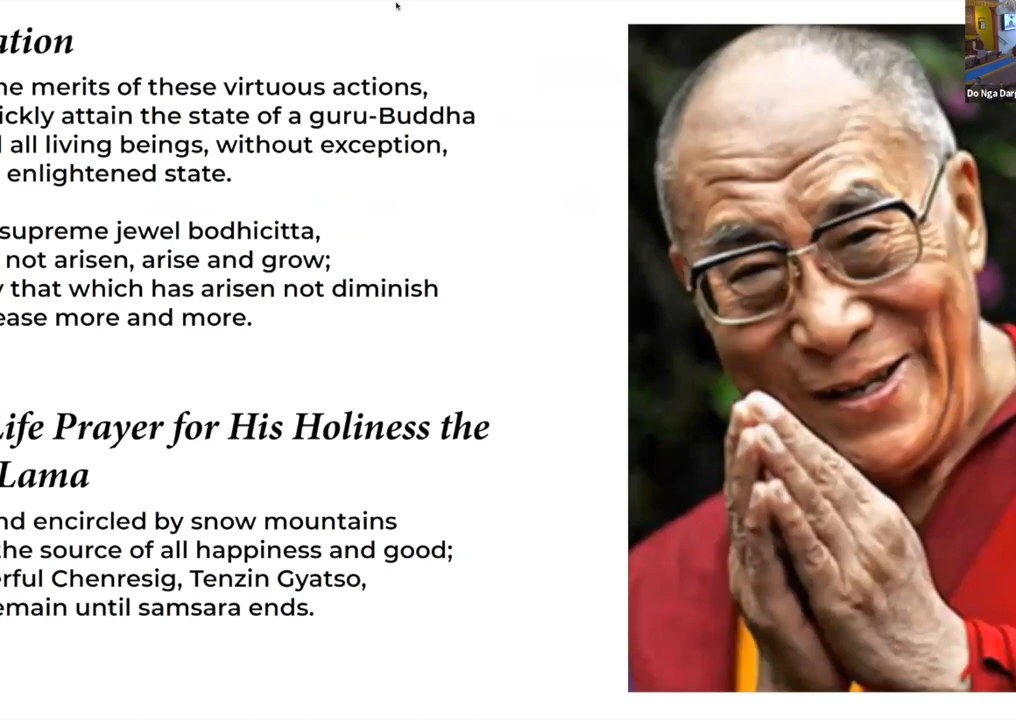 ation
he merits of these virtuous actions,
ickly attain the state of a guru-Buddha
l all living beings, without exception,
enlightened state.
supreme jewel bodhicitta,
not arisen, arise and grow;
y that which has arisen not diminish
ease more and more.
Life Prayer for His Holiness the
Lama
nd encircled by snow mountains
the source of all happiness and good;
erful Chenresig, Tenzin Gyatso,
emain until samsara ends.
Do Nga Darg